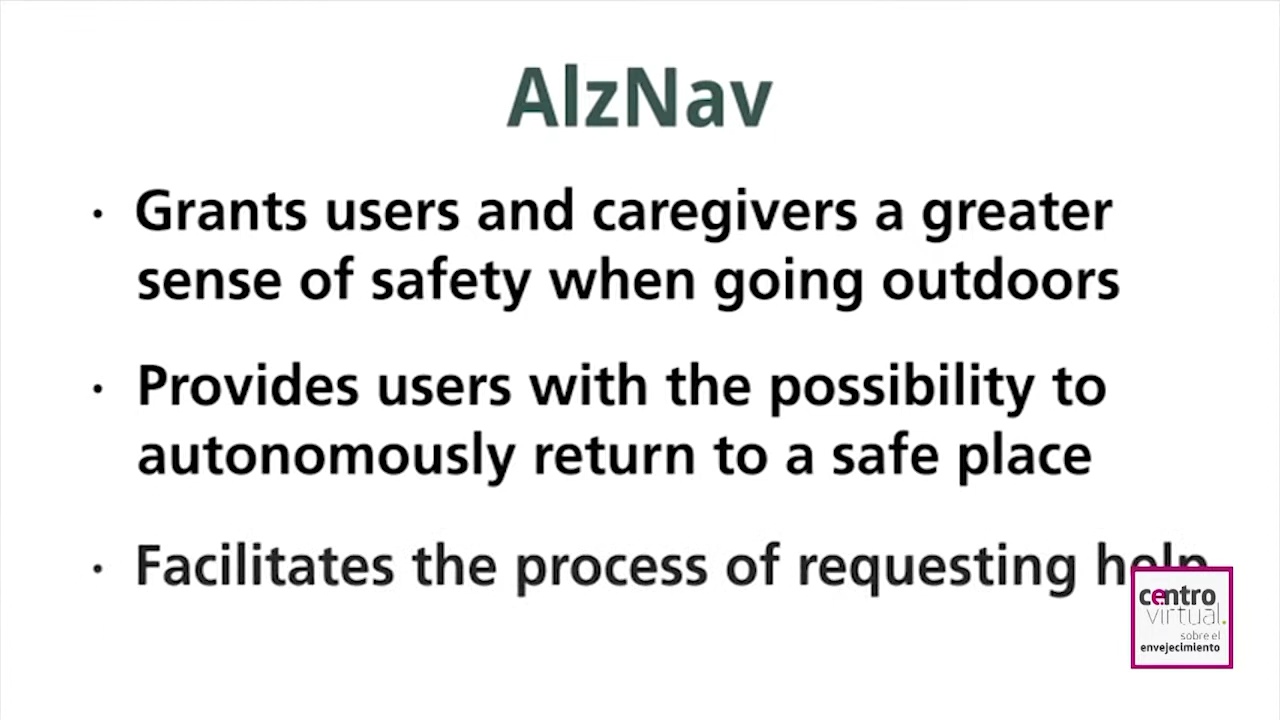 AlzNav
· Grants users and caregivers a greater
sense of safety when going outdoors
· Provides users with the possibility to
autonomously return to a safe place
· Facilitates the process of requesting help
centro
virtual.
sobre el
envejecimiento